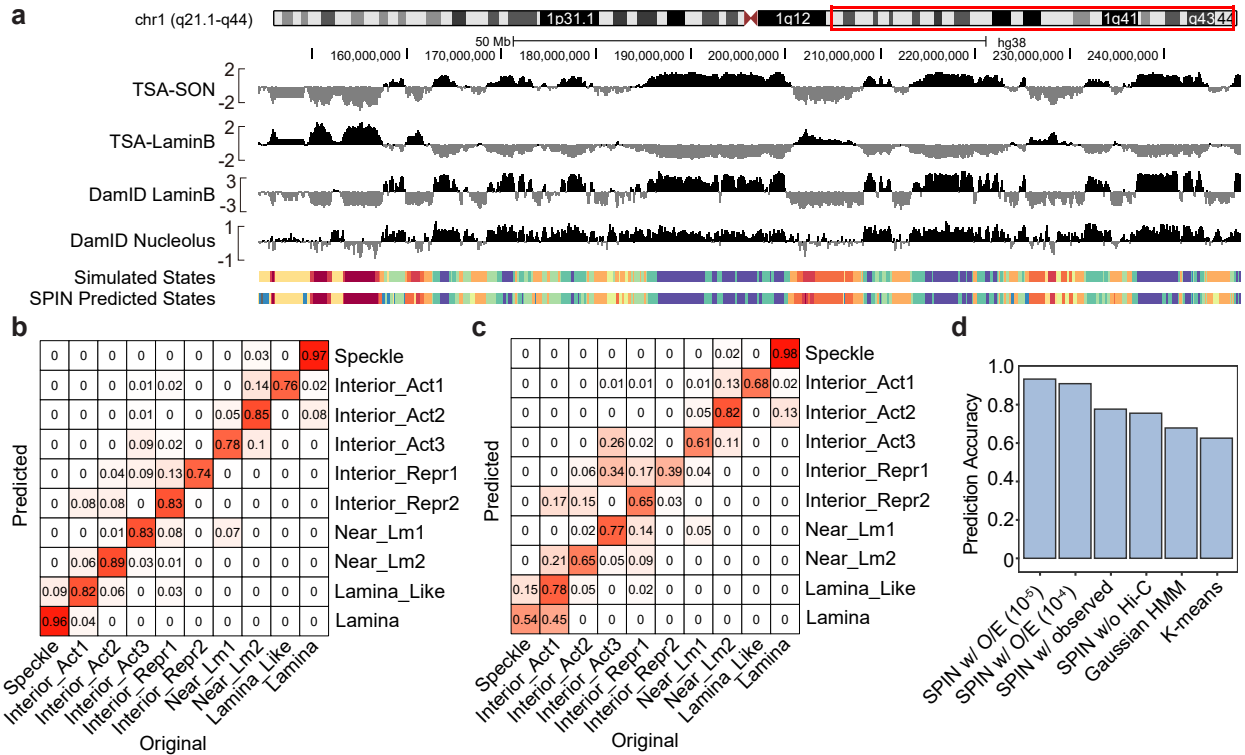 a
chr1 (q21.1-q44)
1p31.1 1q12 1q41 q43 44
50 Mb hg38
160,000,000 170,000,000 180,000,000 190,000,000 200,000,000 210,000,000 220,000,000 230,000,000 240,000,000
TSA-SON 2 -2
TSA-LaminB 2 -2
DamID LaminB 3 -3
DamID Nucleolus 1 -1
Simulated States
SPIN Predicted States
b
0 0 0 0 0 0 0 0.03 0 0.97 Speckle
0 0 0.01 0.02 0 0 0 0.14 0.76 0.02 Interior_Act1
0 0 0.01 0 0 0 0.05 0.85 0 0.08 Interior_Act2
0 0 0.09 0.02 0 0 0.78 0.1 0 0 Interior_Act3
0 0 0.04 0.09 0.13 0.74 0 0 0 0 Interior_Repr1
0 0.08 0.08 0 0.83 0 0 0 0 0 Interior_Repr2
0 0 0.01 0.83 0.08 0 0.07 0 0 0 Near_Lm1
0 0.06 0.89 0.03 0.01 0 0 0 0 0 Near_Lm2
0.09 0.82 0.06 0 0.03 0 0 0 0 0 Lamina_Like
0.96 0.04 0 0 0 0 0 0 0 0 Lamina
Predicted
Speckle
Interior_Act1
Interior_Act2
Interior_Act3
Interior_Repr1
Interior_Repr2
Near_Lm1
Near_Lm2
Lamina_Like
Lamina
Original
c
0 0 0 0 0 0 0 0.02 0 0.98 Speckle
0 0 0 0.01 0.01 0 0.01 0.13 0.68 0.02 Interior_Act1
0 0 0 0 0 0 0.05 0.82 0 0.13 Interior_Act2
0 0 0 0.26 0.02 0 0.61 0.11 0 0 Interior_Act3
0 0 0.06 0.34 0.17 0.39 0.04 0 0 0 Interior_Repr1
0 0.17 0.15 0 0.65 0.03 0 0 0 0 Interior_Repr2
0 0 0.02 0.77 0.14 0 0.05 0 0 0 Near_Lm1
0 0.21 0.65 0.05 0.09 0 0 0 0 0 Near_Lm2
0.15 0.78 0.05 0 0.02 0 0 0 0 0 Lamina_Like
0.54 0.45 0 0 0 0 0 0 0 0 Lamina
Predicted
Speckle
Interior_Act1
Interior_Act2
Interior_Act3
Interior_Repr1
Interior_Repr2
Near_Lm1
Near_Lm2
Lamina_Like
Lamina
Original
d
Prediction Accuracy
1.0
0.8
0.6
0.4
0.2
0
SPIN w/ O/E (10⁻⁵)
SPIN w/ O/E (10⁻⁴)
SPIN w/ observed
SPIN w/o Hi-C
Gaussian HMM
K-means